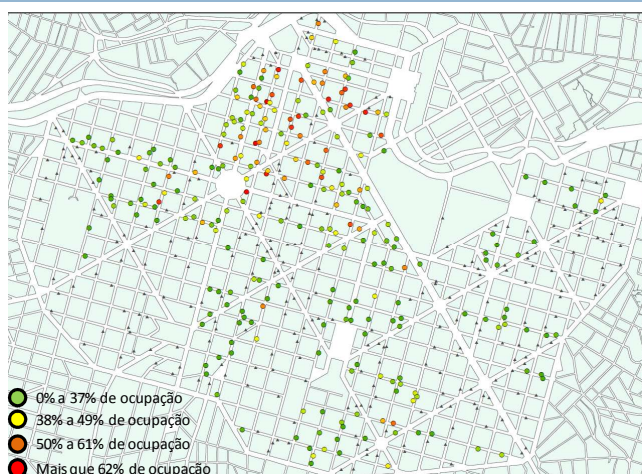 0% a 37% de ocupação
38% a 49% de ocupação
50% a 61% de ocupação
Mais que 62% de ocupação